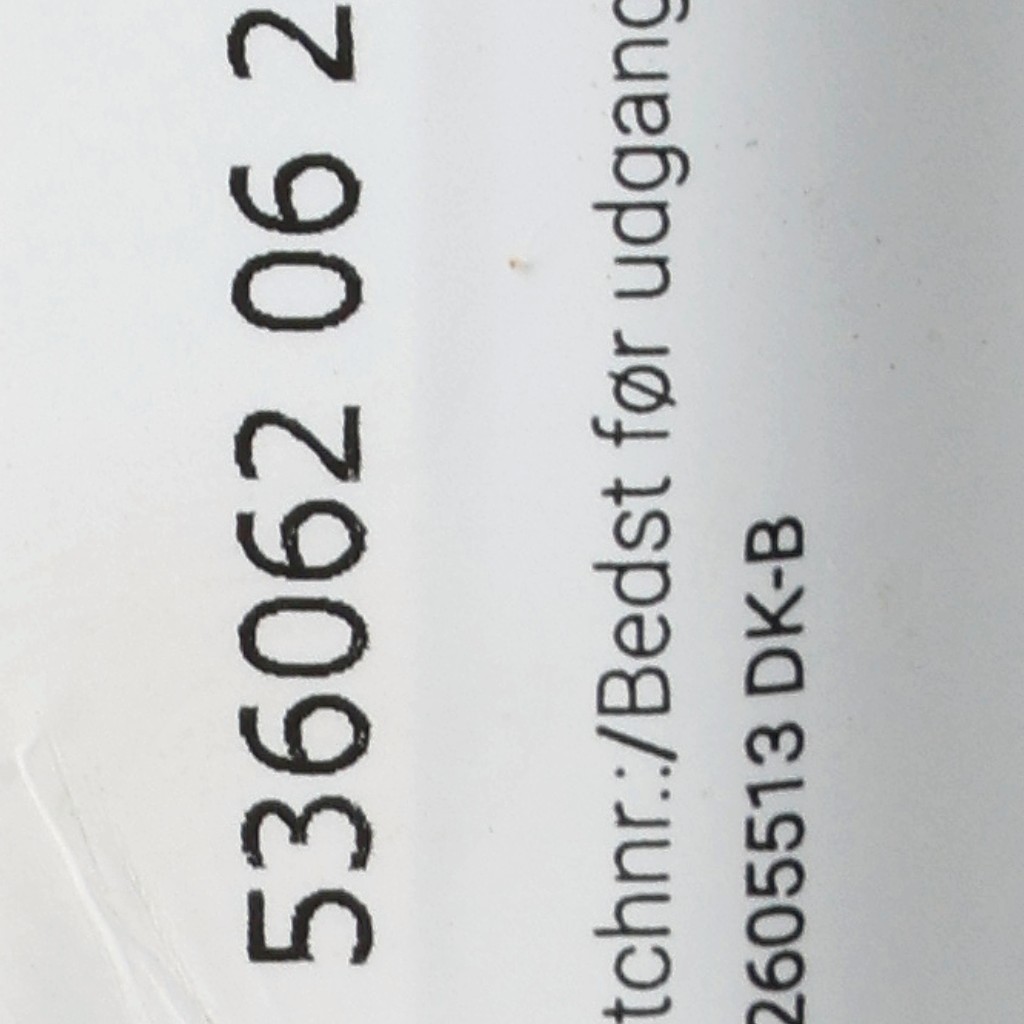 536062 06 2
tchnr.:/Bedst før udgang
2605513 DK-B